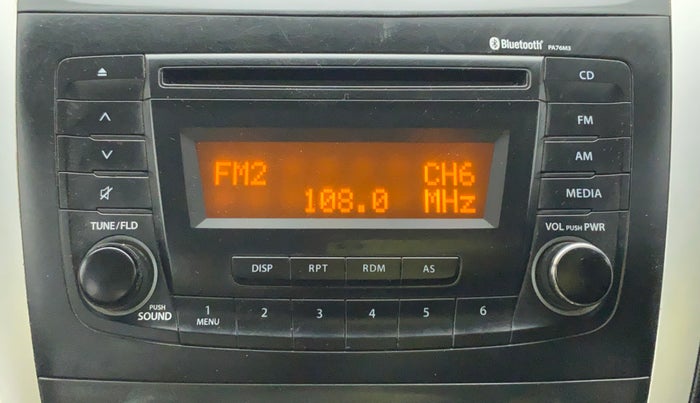 Bluetooth® PA76M3
CD
FM
AM
MEDIA
FM2 CH6
108.0 MHz
TUNE/FLD
VOL PUSH PWR
DISP RPT RDM AS
PUSH
SOUND
1 2 3 4 5 6
MENU